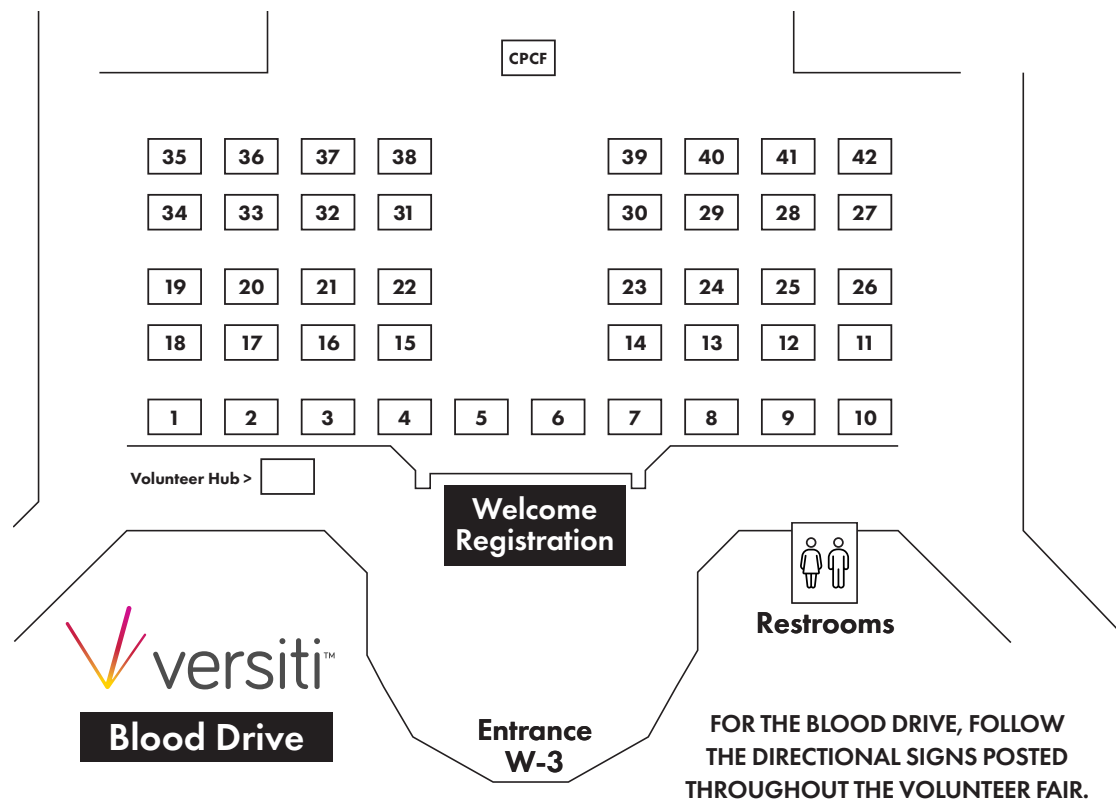 CPCF
35 36 37 38 39 40 41 42
34 33 32 31 30 29 28 27
19 20 21 22 23 24 25 26
18 17 16 15 14 13 12 11
1 2 3 4 5 6 7 8 9 10
Volunteer Hub >
Welcome
Registration
Restrooms
versiti™
Blood Drive
Entrance
W-3
FOR THE BLOOD DRIVE, FOLLOW
THE DIRECTIONAL SIGNS POSTED
THROUGHOUT THE VOLUNTEER FAIR.